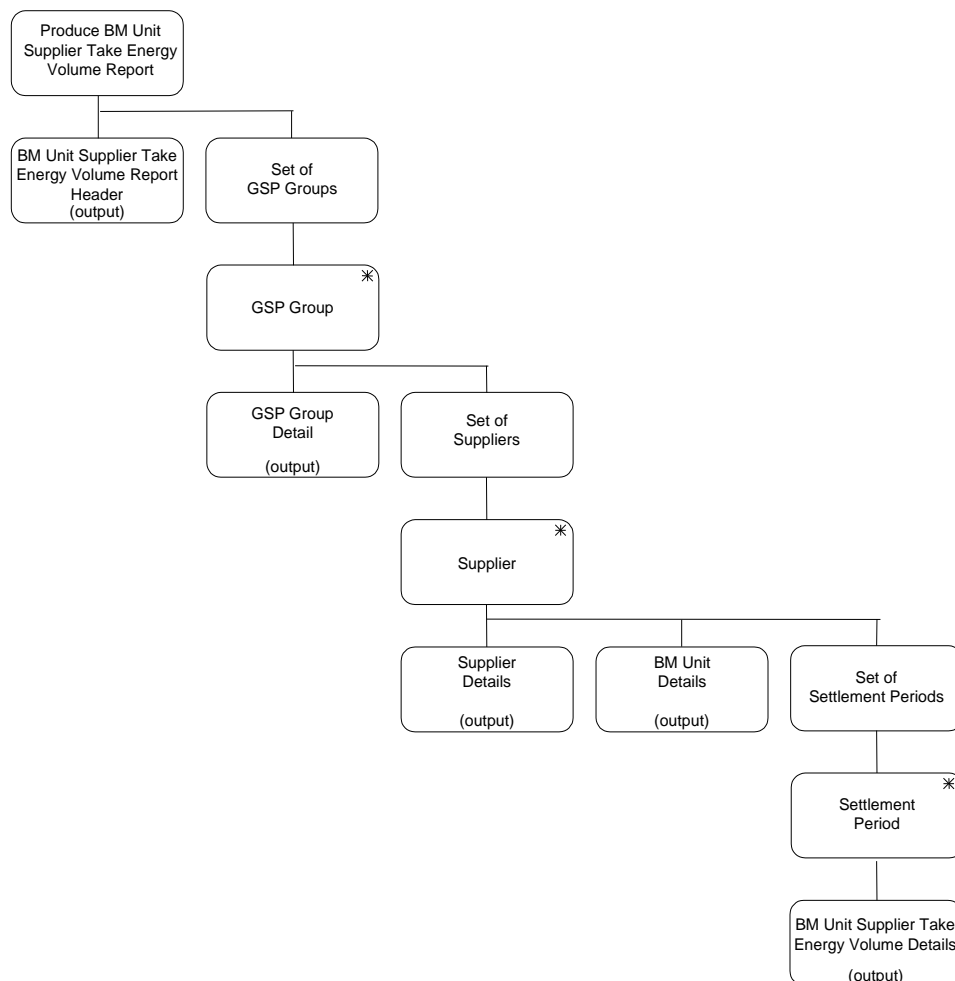 Produce BM Unit
Supplier Take Energy
Volume Report
BM Unit Supplier Take
Energy Volume Report
Header
(output)
Set of
GSP Groups
GSP Group
GSP Group
Detail
(output)
Set of
Suppliers
Supplier
Supplier
Details
(output)
BM Unit
Details
(output)
Set of
Settlement Periods
Settlement
Period
BM Unit Supplier Take
Energy Volume Details
(output)